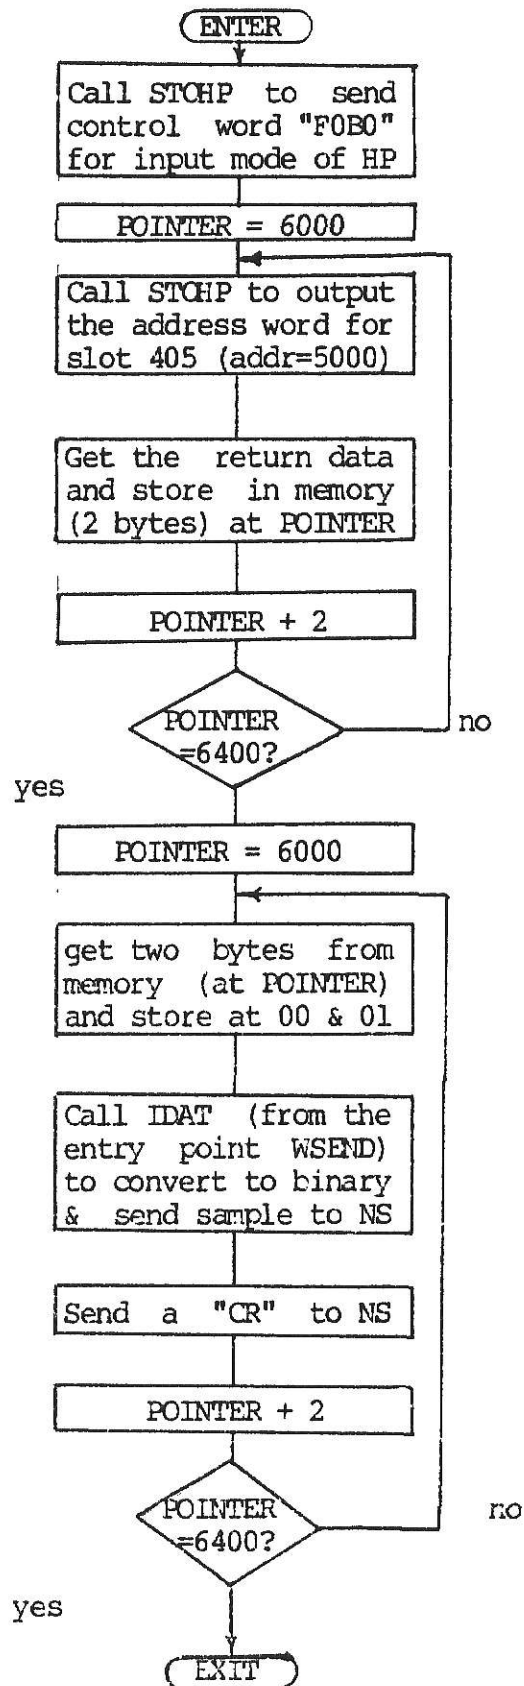 ENTER
Call STCHP to send
control word "F0B0"
for input mode of HP
POINTER = 6000
Call STCHP to output
the address word for
slot 405 (addr=5000)
Get the return data
and store in memory
(2 bytes) at POINTER
POINTER + 2
POINTER
=6400?
no
yes
POINTER = 6000
get two bytes from
memory (at POINTER)
and store at 00 & 01
Call IDAT (from the
entry point WSEND)
to convert to binary
& send sample to NS
Send a "CR" to NS
POINTER + 2
POINTER
=6400?
no
yes
EXIT